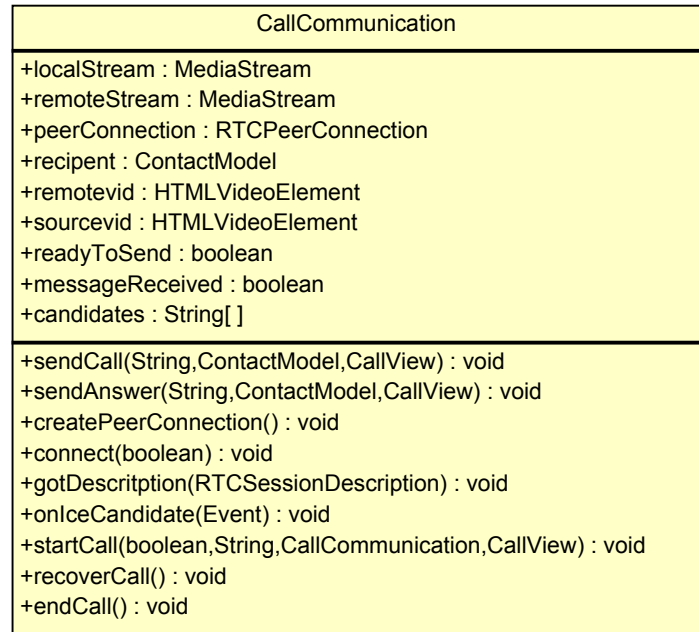 CallCommunication
+localStream : MediaStream
+remoteStream : MediaStream
+peerConnection : RTCPeerConnection
+recipent : ContactModel
+remotevid : HTMLVideoElement
+sourcevid : HTMLVideoElement
+readyToSend : boolean
+messageReceived : boolean
+candidates : String[ ]
+sendCall(String,ContactModel,CallView) : void
+sendAnswer(String,ContactModel,CallView) : void
+createPeerConnection() : void
+connect(boolean) : void
+gotDescritption(RTCSessionDescription) : void
+onIceCandidate(Event) : void
+startCall(boolean,String,CallCommunication,CallView) : void
+recoverCall() : void
+endCall() : void